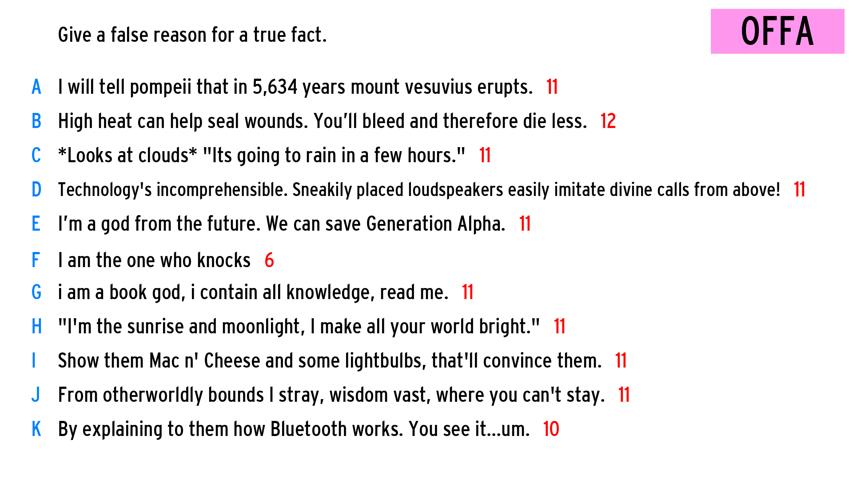 Give a false reason for a true fact.
OFFA
A I will tell pompeii that in 5,634 years mount vesuvius erupts. 11
B High heat can help seal wounds. You'll bleed and therefore die less. 12
C *Looks at clouds* "Its going to rain in a few hours." 11
D Technology's incomprehensible. Sneakily placed loudspeakers easily imitate divine calls from above! 11
E I'm a god from the future. We can save Generation Alpha. 11
F I am the one who knocks 6
G i am a book god, i contain all knowledge, read me. 11
H "I'm the sunrise and moonlight, I make all your world bright." 11
I Show them Mac n' Cheese and some lightbulbs, that'll convince them. 11
J From otherworldly bounds I stray, wisdom vast, where you can't stay. 11
K By explaining to them how Bluetooth works. You see it...um. 10